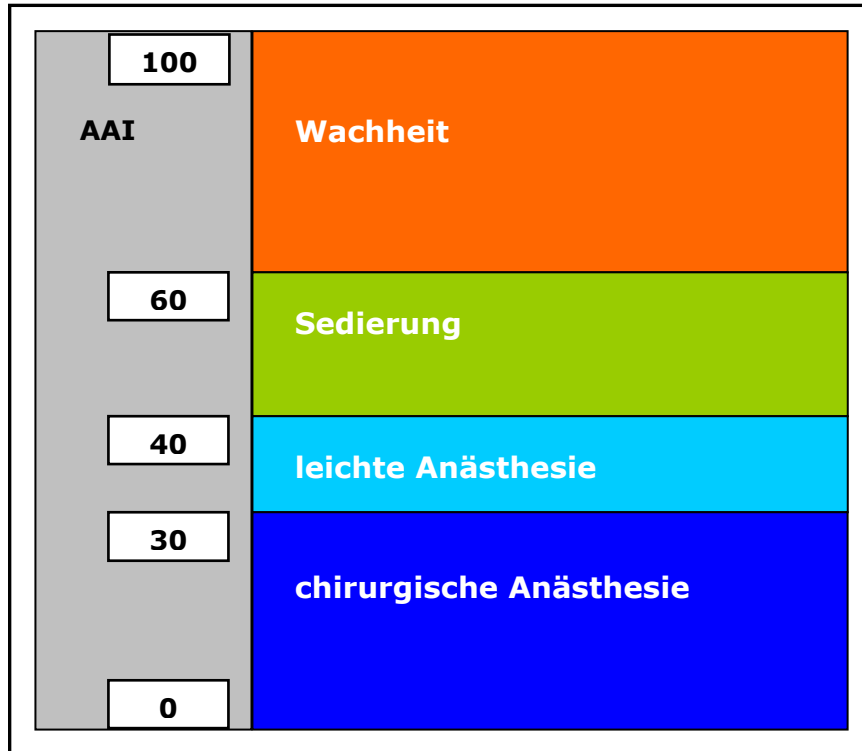 100
AAI
Wachheit
60
Sedierung
40
leichte Anästhesie
30
chirurgische Anästhesie
0